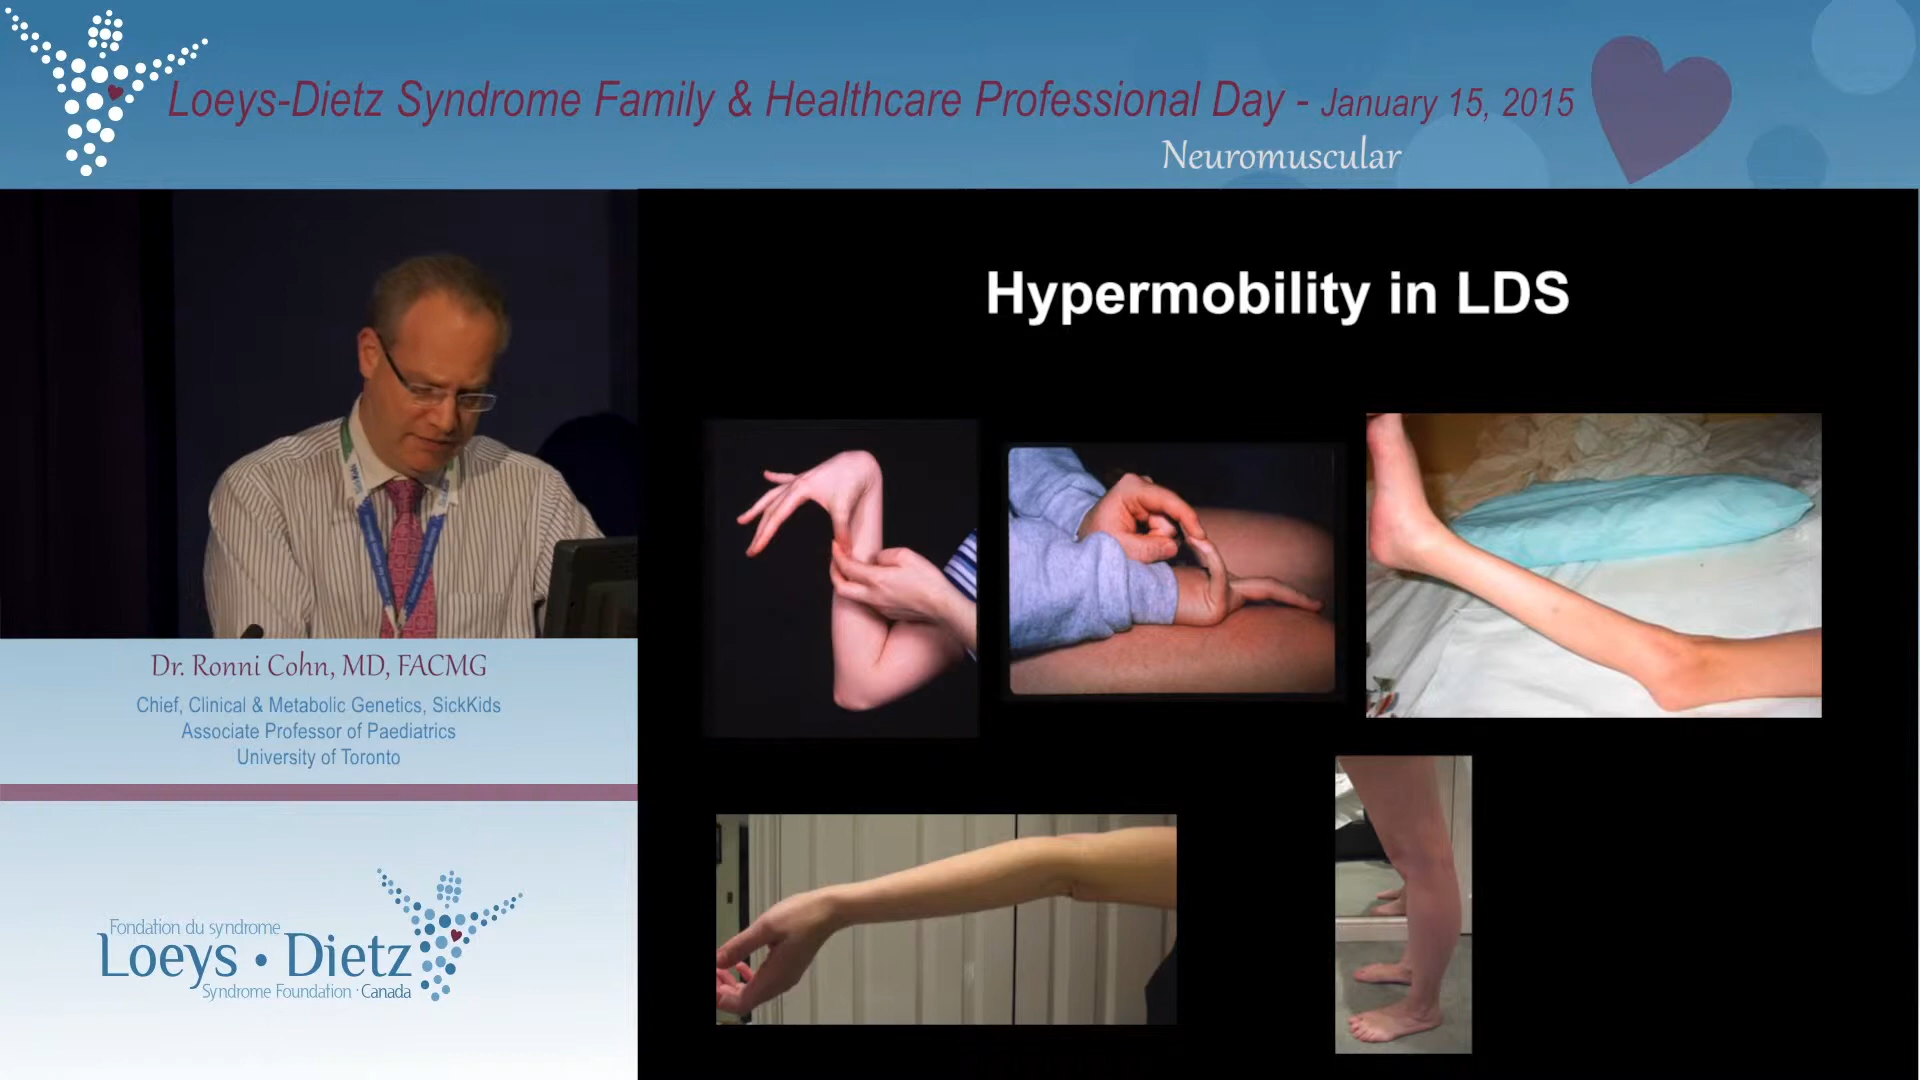 Loeys-Dietz Syndrome Family & Healthcare Professional Day - January 15, 2015
Neuromuscular
Hypermobility in LDS
Dr. Ronni Cohn, MD, FACMG
Chief, Clinical & Metabolic Genetics, SickKids
Associate Professor of Paediatrics
University of Toronto
Fondation du syndrome
Loeys • Dietz
Syndrome Foundation · Canada